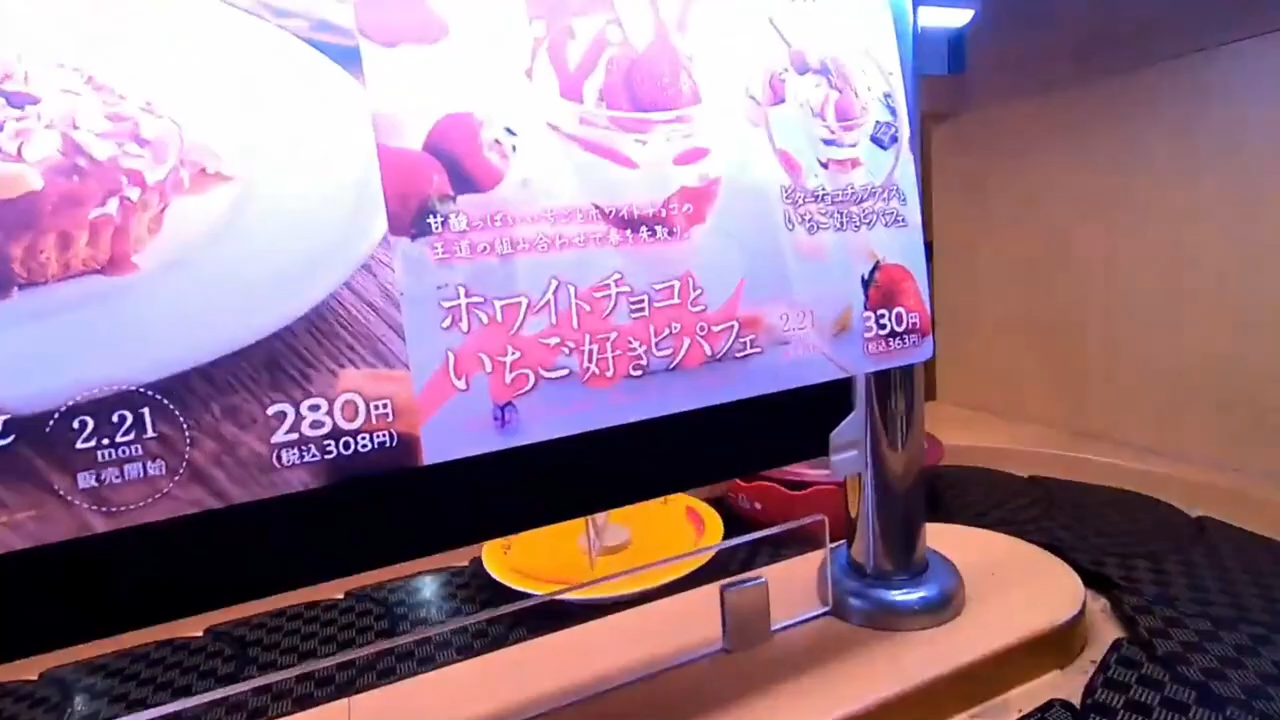 2.21
mon
販売開始
280円
(税込308円)
甘酸っぱいいちごとホワイトチョコの
王道の組み合わせで春を先取り。
ホワイトチョコと
いちご好きピパフェ
2.21
ビターチョコチップアイスと
いちご好きピパフェ
330円
(税込363円)